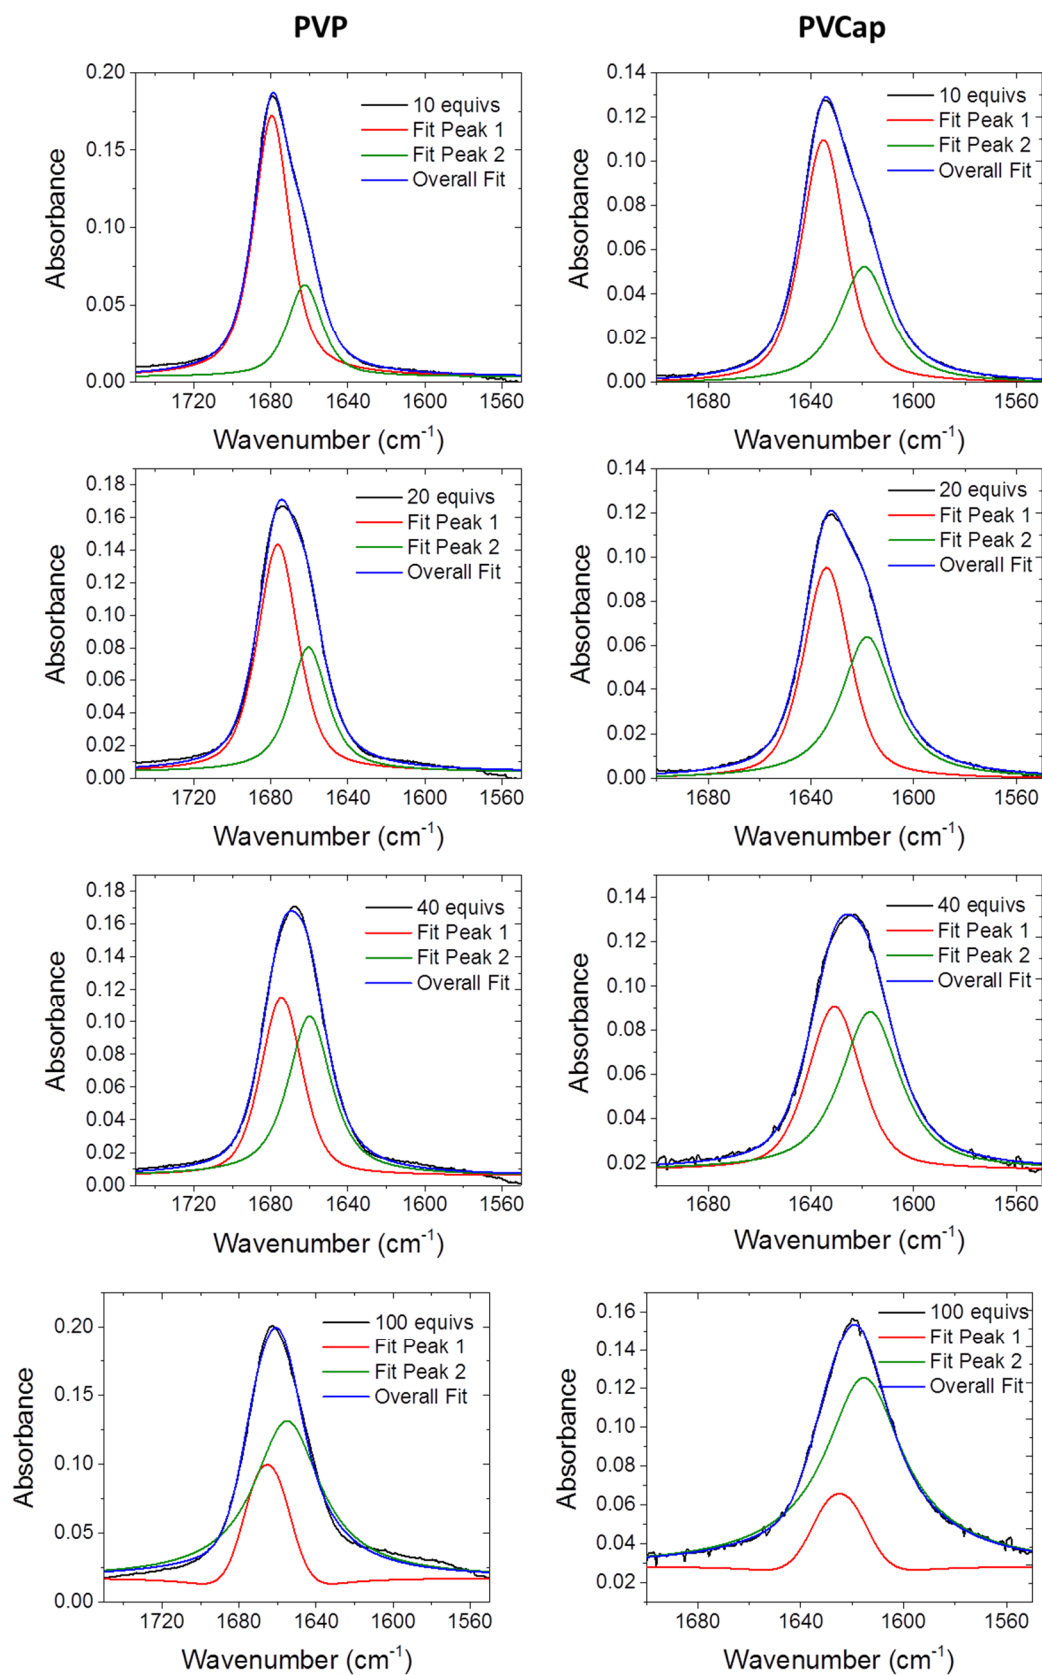 PVP
PVCap
0.20
0.15
0.10
0.05
0.00
Absorbance
10 equivs
Fit Peak 1
Fit Peak 2
Overall Fit
1720 1680 1640 1600 1560
Wavenumber (cm-1)
0.14
0.12
0.10
0.08
0.06
0.04
0.02
0.00
Absorbance
10 equivs
Fit Peak 1
Fit Peak 2
Overall Fit
1680 1640 1600 1560
Wavenumber (cm-1)
0.18
0.16
0.14
0.12
0.10
0.08
0.06
0.04
0.02
0.00
Absorbance
20 equivs
Fit Peak 1
Fit Peak 2
Overall Fit
1720 1680 1640 1600 1560
Wavenumber (cm-1)
0.14
0.12
0.10
0.08
0.06
0.04
0.02
0.00
Absorbance
20 equivs
Fit Peak 1
Fit Peak 2
Overall Fit
1680 1640 1600 1560
Wavenumber (cm-1)
0.18
0.16
0.14
0.12
0.10
0.08
0.06
0.04
0.02
0.00
Absorbance
40 equivs
Fit Peak 1
Fit Peak 2
Overall Fit
1720 1680 1640 1600 1560
Wavenumber (cm-1)
0.14
0.12
0.10
0.08
0.06
0.04
0.02
Absorbance
40 equivs
Fit Peak 1
Fit Peak 2
Overall Fit
1680 1640 1600 1560
Wavenumber (cm-1)
0.20
0.15
0.10
0.05
0.00
Absorbance
100 equivs
Fit Peak 1
Fit Peak 2
Overall Fit
1720 1680 1640 1600 1560
Wavenumber (cm-1)
0.16
0.14
0.12
0.10
0.08
0.06
0.04
0.02
Absorbance
100 equivs
Fit Peak 1
Fit Peak 2
Overall Fit
1680 1640 1600 1560
Wavenumber (cm-1)